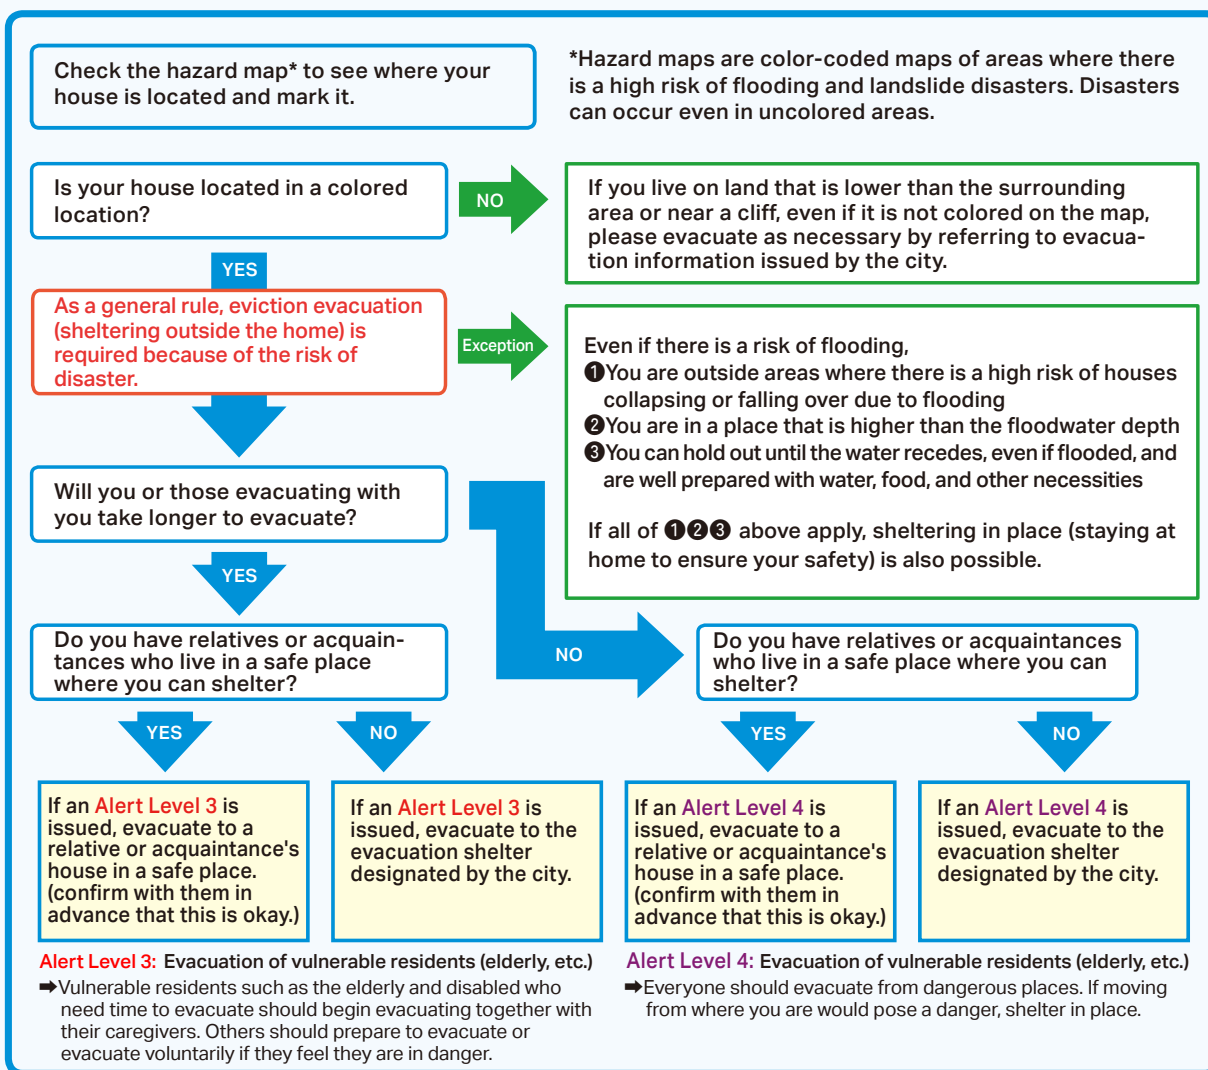 Check the hazard map* to see where your
house is located and mark it.
*Hazard maps are color-coded maps of areas where there
is a high risk of flooding and landslide disasters. Disasters
can occur even in uncolored areas.
Is your house located in a colored
location?
NO
If you live on land that is lower than the surrounding
area or near a cliff, even if it is not colored on the map,
please evacuate as necessary by referring to evacua-
tion information issued by the city.
YES
As a general rule, eviction evacuation
(sheltering outside the home) is
required because of the risk of
disaster.
Exception
Even if there is a risk of flooding,
❶You are outside areas where there is a high risk of houses
collapsing or falling over due to flooding
❷You are in a place that is higher than the floodwater depth
❸You can hold out until the water recedes, even if flooded, and
are well prepared with water, food, and other necessities
If all of ❶❷❸ above apply, sheltering in place (staying at
home to ensure your safety) is also possible.
Will you or those evacuating with
you take longer to evacuate?
YES
NO
Do you have relatives or acquain-
tances who live in a safe place
where you can shelter?
Do you have relatives or acquaintances
who live in a safe place where you can
shelter?
YES
NO
YES
NO
If an Alert Level 3 is
issued, evacuate to a
relative or acquaintance's
house in a safe place.
(confirm with them in
advance that this is okay.)
If an Alert Level 3 is
issued, evacuate to the
evacuation shelter
designated by the city.
If an Alert Level 4 is
issued, evacuate to a
relative or acquaintance's
house in a safe place.
(confirm with them in
advance that this is okay.)
If an Alert Level 4 is
issued, evacuate to the
evacuation shelter
designated by the city.
Alert Level 3: Evacuation of vulnerable residents (elderly, etc.)
➡Vulnerable residents such as the elderly and disabled who
need time to evacuate should begin evacuating together with
their caregivers. Others should prepare to evacuate or
evacuate voluntarily if they feel they are in danger.
Alert Level 4: Evacuation of vulnerable residents (elderly, etc.)
➡Everyone should evacuate from dangerous places. If moving
from where you are would pose a danger, shelter in place.